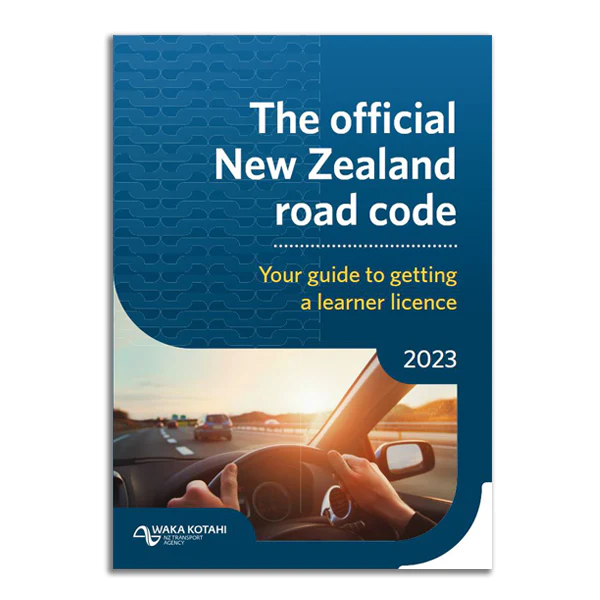 The official
New Zealand
road code
Your guide to getting
a learner licence
2023
WAKA KOTAHI
NZ TRANSPORT
AGENCY